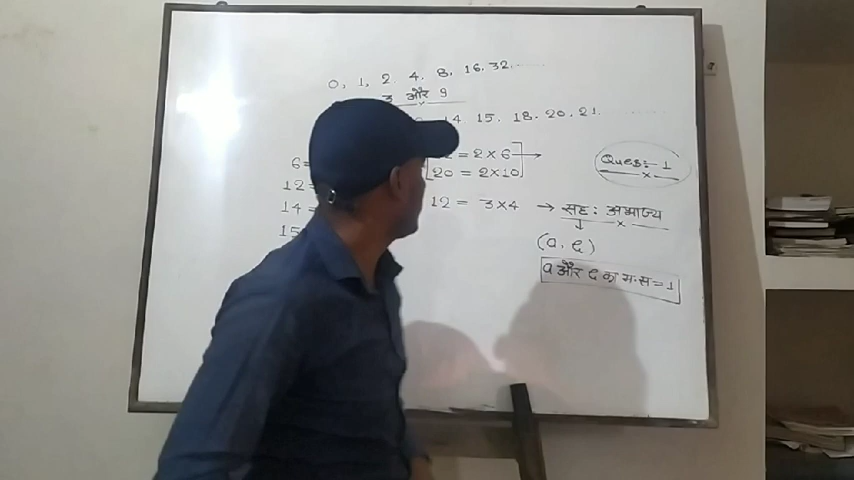 0, 1, 2 4. 8, 16. 32......
3 और 9
14 15. 18. 20. 21. ....
6=
= 2×6
Ques:-1
20 = 2×10
12=
12 = 3×4 → सह: अभाज्य
14=
15
(a, c)
a और c का म.स=1